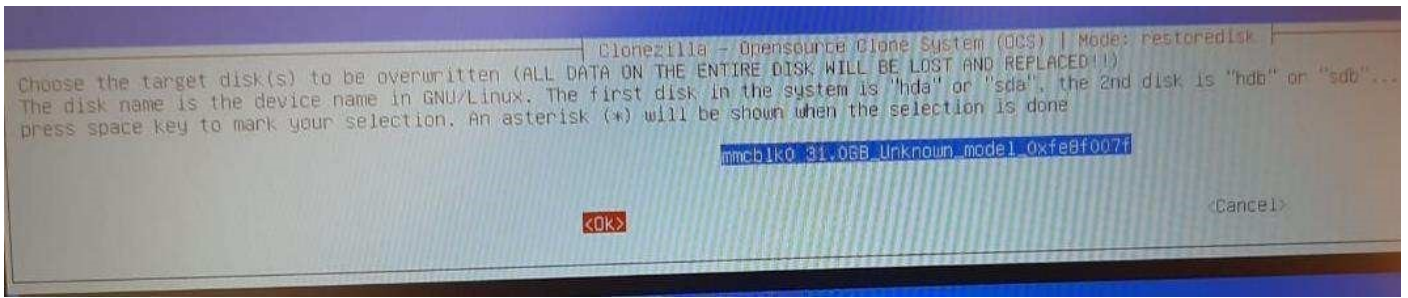 Clonezilla - Opensource Clone System (OCS) | Mode: restoredisk
Choose the target disk(s) to be overwritten (ALL DATA ON THE ENTIRE DISK WILL BE LOST AND REPLACED!!)
The disk name is the device name in GNU/Linux. The first disk in the system is "hda" or "sda", the 2nd disk is "hdb" or "sdb"...
press space key to mark your selection. An asterisk (*) will be shown when the selection is done
mmcblk0_31.0GB_Unknown_model_0xfe8f007f
<Ok> <Cancel>